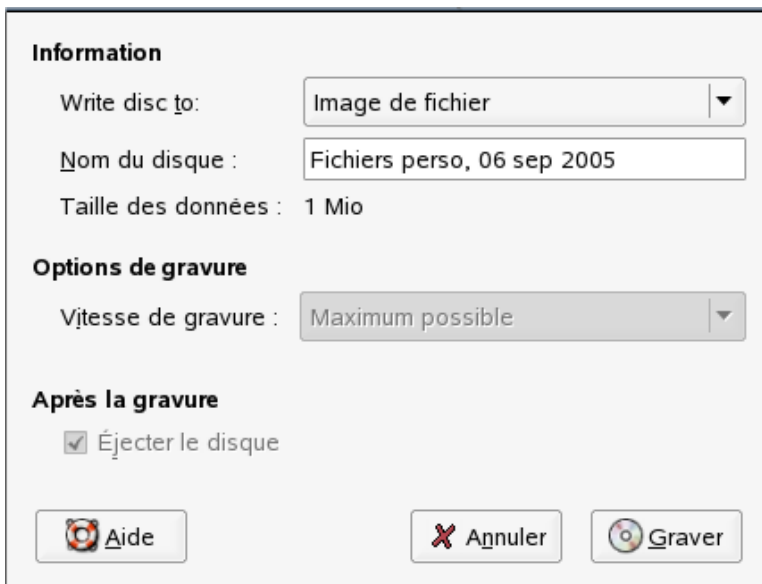 Information
Write disc to: Image de fichier
Nom du disque : Fichiers perso, 06 sep 2005
Taille des données : 1 Mio
Options de gravure
Vitesse de gravure : Maximum possible
Après la gravure
Éjecter le disque
Aide Annuler Graver